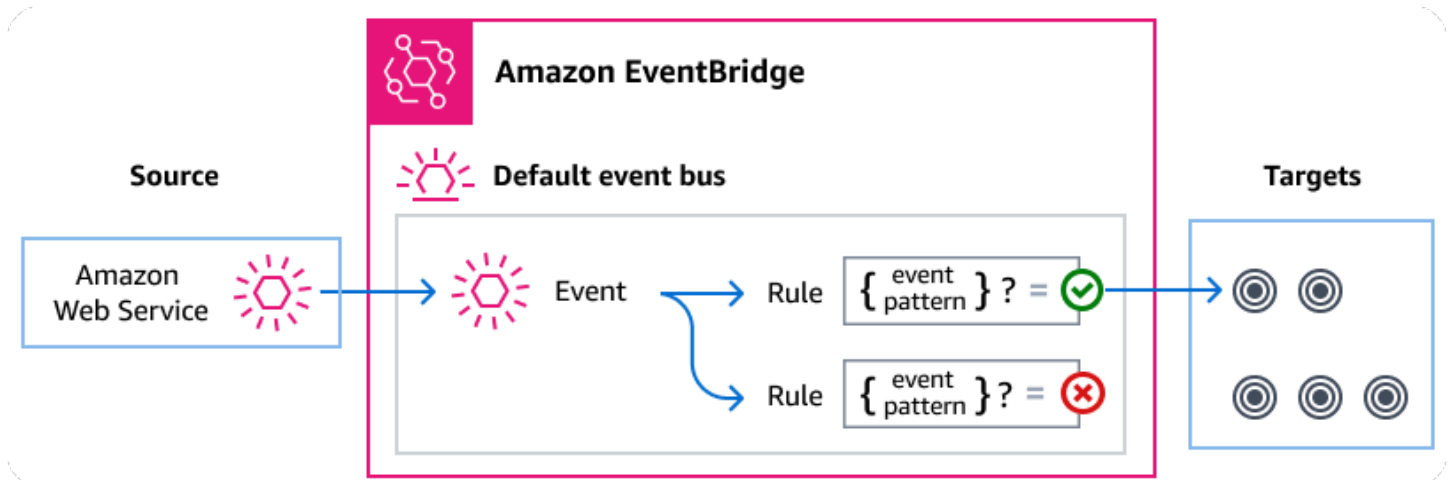 Amazon EventBridge
Source
Default event bus
Targets
Amazon
Web Service
Event
Rule
{ event
pattern } ? =
Rule
{ event
pattern } ? =